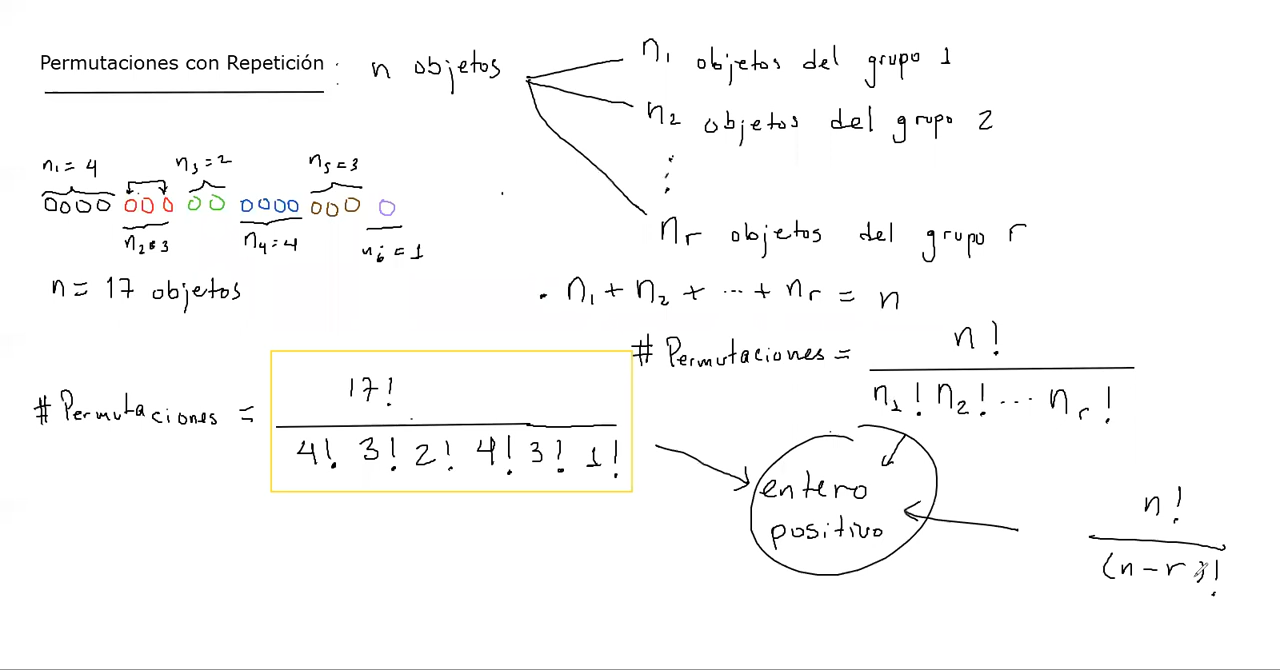 Permutaciones con Repetición : n objetos
n₁ objetos del grupo 1
n₂ objetos del grupo 2
⋮
nᵣ objetos del grupo r
n₁ = 4
n₃ = 2
n₅ = 3
n₂ = 3
n₄ = 4
n₆ = 1
n = 17 objetos
• n₁ + n₂ + ... + nᵣ = n
# Permutaciones = n! / n₁! n₂! ... nᵣ!
# Permutaciones = 17! / 4! 3! 2! 4! 3! 1!
entero
positivo
n! / (n - r)!